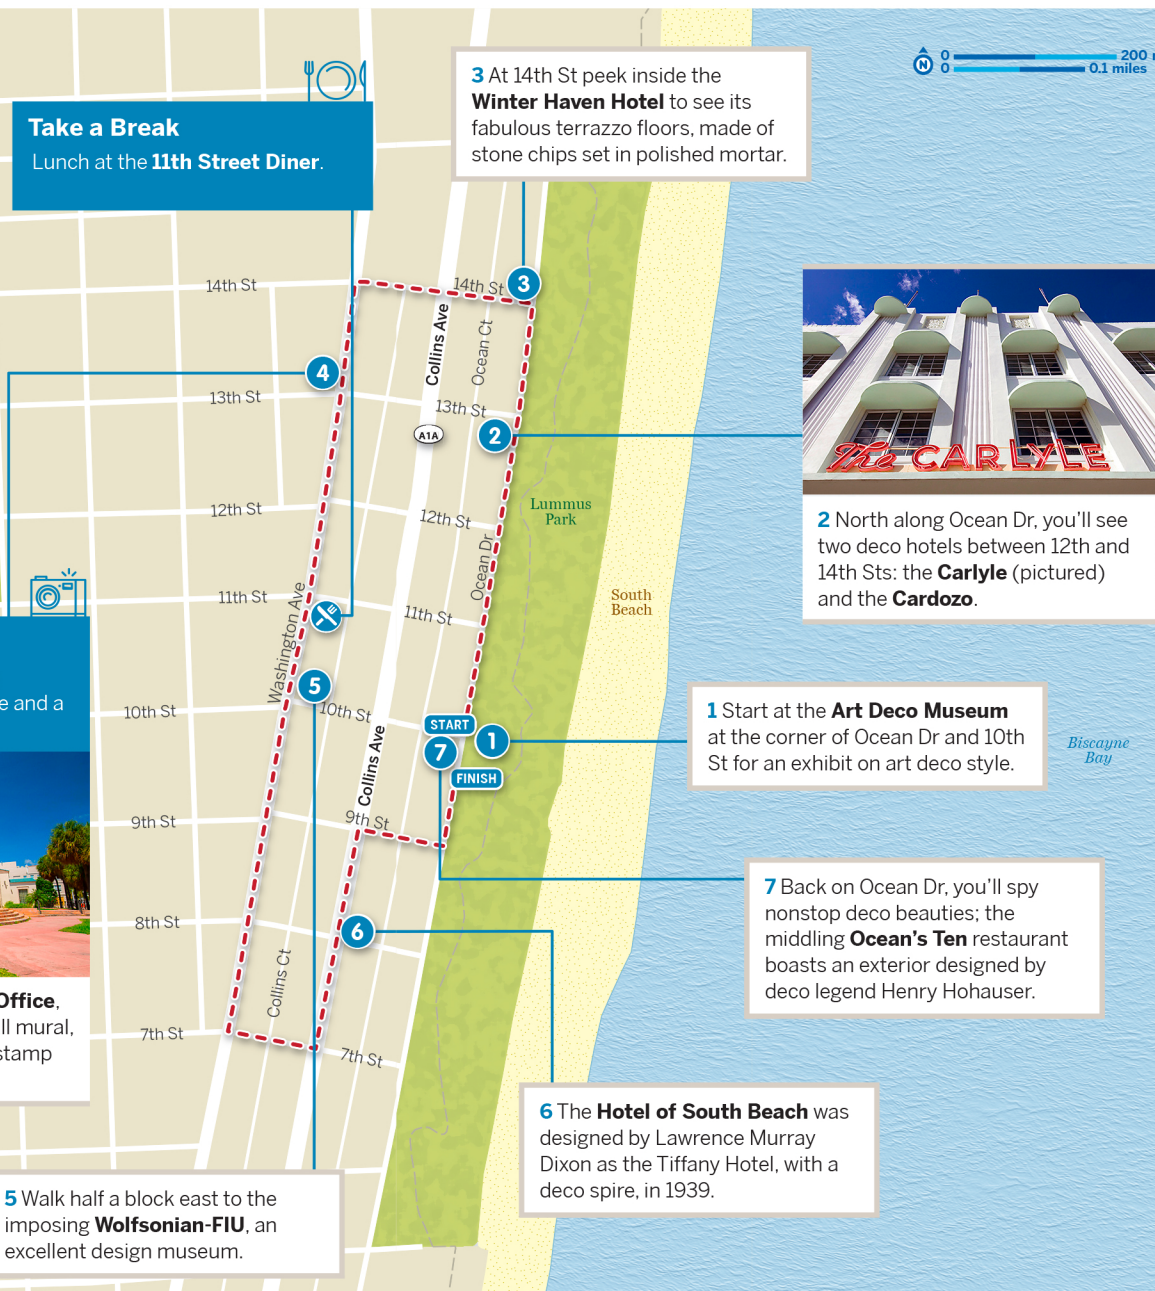 0
200
0
0.1 miles
N
Take a Break
Lunch at the 11th Street Diner.
3 At 14th St peek inside the
Winter Haven Hotel to see its
fabulous terrazzo floors, made of
stone chips set in polished mortar.
14th St
14th St
3
Collins Ave
Ocean Ct
4
13th St
13th St
A1A
2
The CARLYLE
2 North along Ocean Dr, you'll see
two deco hotels between 12th and
14th Sts: the Carlyle (pictured)
and the Cardozo.
12th St
12th St
Lummus
Park
Ocean Dr
11th St
11th St
Washington Ave
South
Beach
5
e and a
10th St
10th St
START
7
1
FINISH
1 Start at the Art Deco Museum
at the corner of Ocean Dr and 10th
St for an exhibit on art deco style.
Biscayne
Bay
Collins Ave
9th St
9th St
7 Back on Ocean Dr, you'll spy
nonstop deco beauties; the
middling Ocean's Ten restaurant
boasts an exterior designed by
deco legend Henry Hohauser.
8th St
6
Collins Ct
Office,
ll mural,
stamp
7th St
7th St
6 The Hotel of South Beach was
designed by Lawrence Murray
Dixon as the Tiffany Hotel, with a
deco spire, in 1939.
5 Walk half a block east to the
imposing Wolfsonian-FIU, an
excellent design museum.